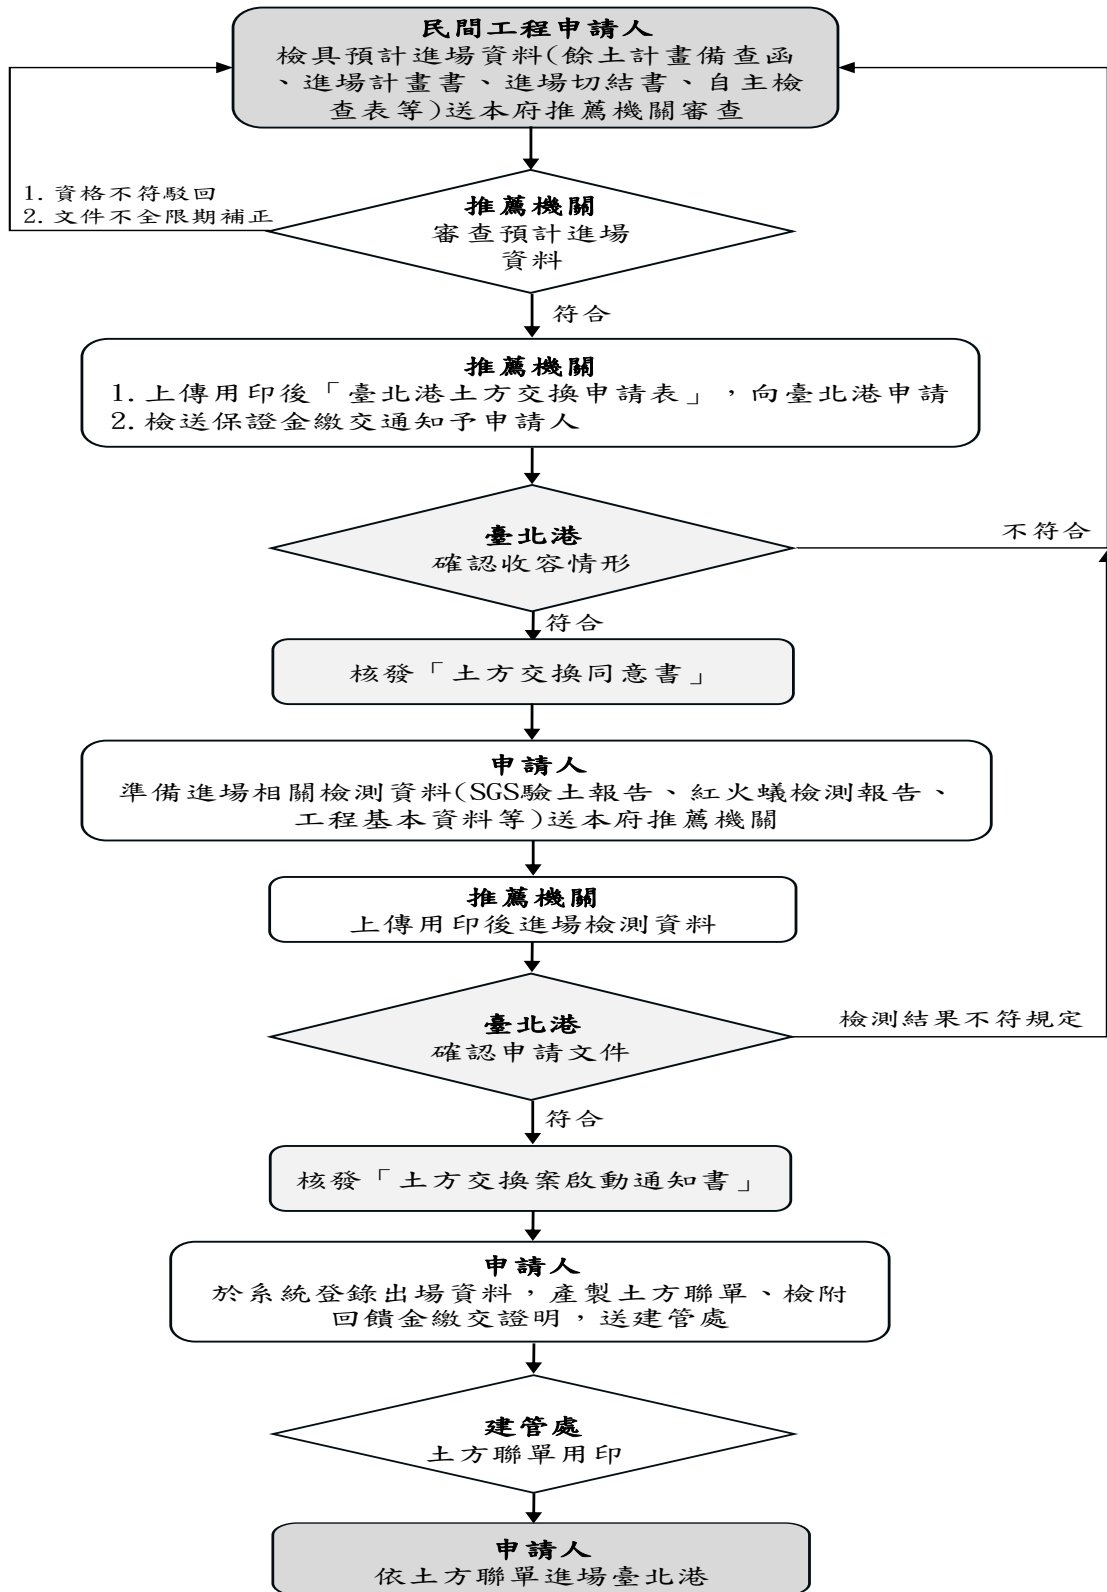 民間工程申請人
檢具預計進場資料(餘土計畫備查函
、進場計畫書、進場切結書、自主檢
查表等)送本府推薦機關審查
1. 資格不符駁回
2. 文件不全限期補正
推薦機關
審查預計進場
資料
符合
推薦機關
1. 上傳用印後「臺北港土方交換申請表」，向臺北港申請
2. 檢送保證金繳交通知予申請人
臺北港
確認收容情形
不符合
符合
核發「土方交換同意書」
申請人
準備進場相關檢測資料(SGS驗土報告、紅火蟻檢測報告、
工程基本資料等)送本府推薦機關
推薦機關
上傳用印後進場檢測資料
臺北港
確認申請文件
檢測結果不符規定
符合
核發「土方交換案啟動通知書」
申請人
於系統登錄出場資料，產製土方聯單、檢附
回饋金繳交證明，送建管處
建管處
土方聯單用印
申請人
依土方聯單進場臺北港